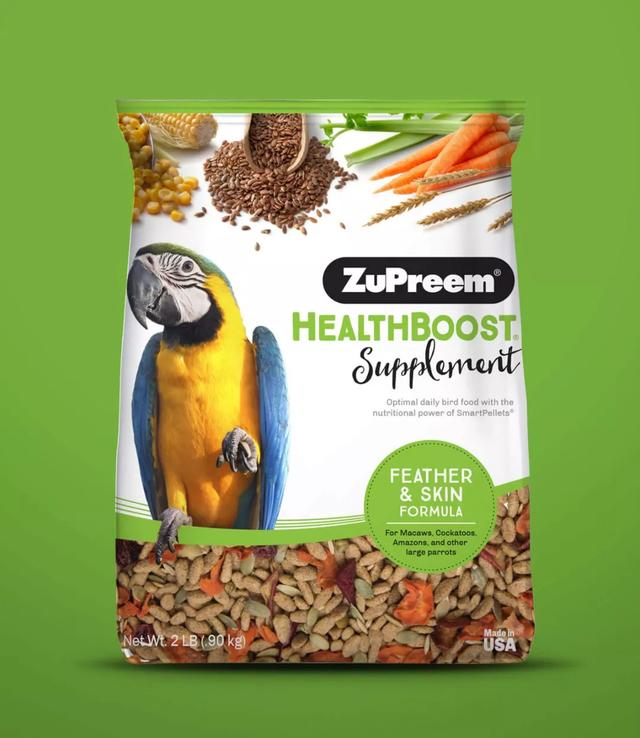 ZuPreem®
HEALTHBOOST®
Supplement
Optimal daily bird food with the
nutritional power of SmartPellets®
FEATHER
& SKIN
FORMULA
For Macaws, Cockatoos,
Amazons, and other
large parrots
Net Wt. 2 LB (.90 kg)
Made in
USA